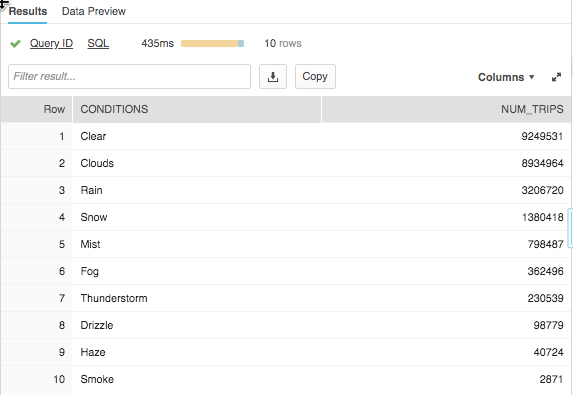 Results Data Preview
Query ID SQL 435ms 10 rows
Filter result... Copy Columns
Row CONDITIONS NUM_TRIPS
1 Clear 9249531
2 Clouds 8934964
3 Rain 3206720
4 Snow 1380418
5 Mist 798487
6 Fog 362496
7 Thunderstorm 230539
8 Drizzle 98779
9 Haze 40724
10 Smoke 2871